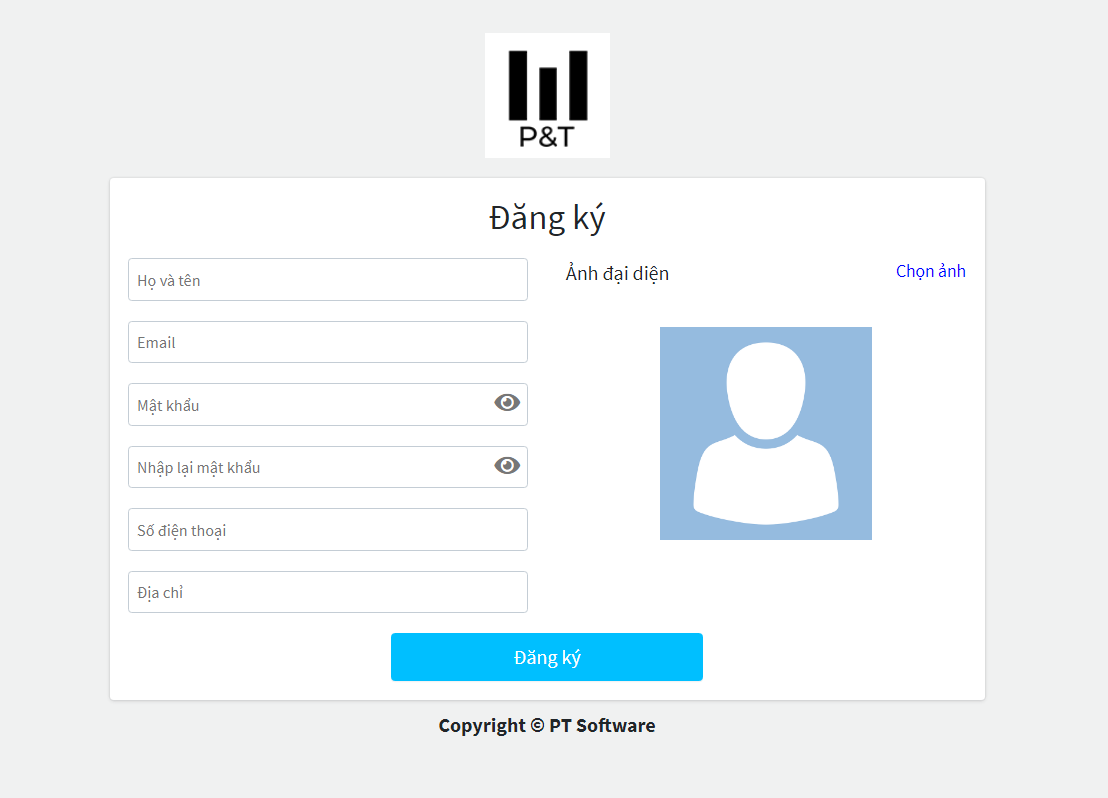 P&T
Đăng ký
Họ và tên
Email
Mật khẩu
Nhập lại mật khẩu
Số điện thoại
Địa chỉ
Ảnh đại diện
Chọn ảnh
Đăng ký
Copyright © PT Software